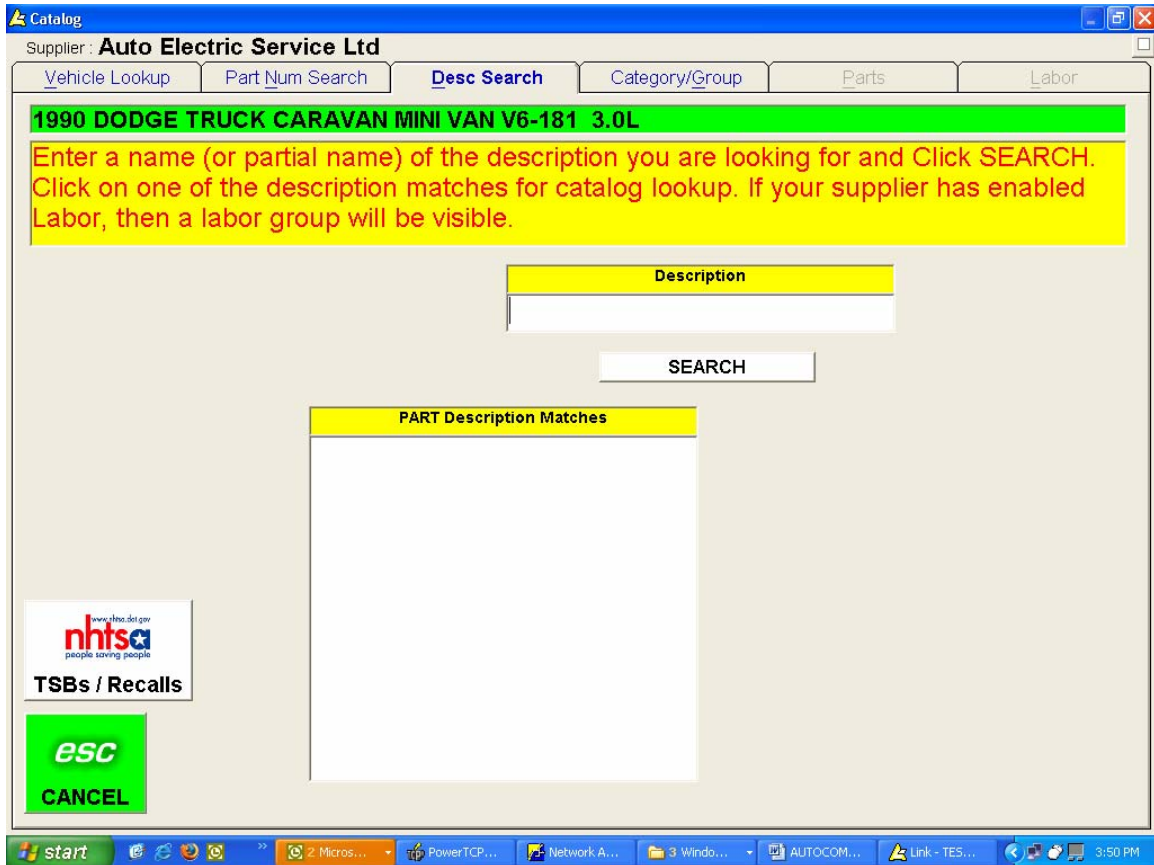 Catalog
Supplier : Auto Electric Service Ltd
Vehicle Lookup Part Num Search Desc Search Category/Group Parts Labor
1990 DODGE TRUCK CARAVAN MINI VAN V6-181 3.0L
Enter a name (or partial name) of the description you are looking for and Click SEARCH.
Click on one of the description matches for catalog lookup. If your supplier has enabled
Labor, then a labor group will be visible.
Description
SEARCH
PART Description Matches
www.nhtsa.dot.gov
nhtsa
people saving people
TSBs / Recalls
esc
CANCEL
start 2 Micros... PowerTCP... Network A... 3 Windo... AUTOCOM... Link - TES... 3:50 PM